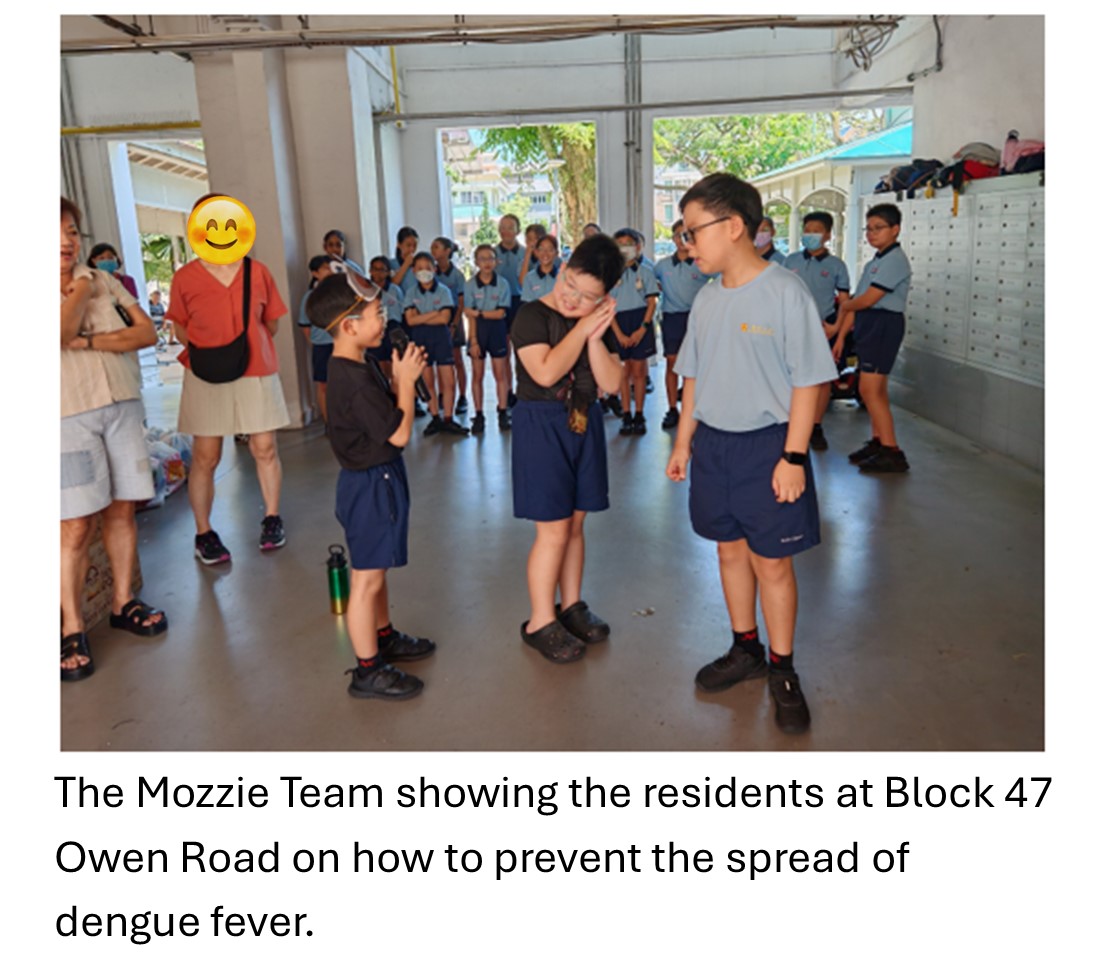 The Mozzie Team showing the residents at Block 47
Owen Road on how to prevent the spread of
dengue fever.